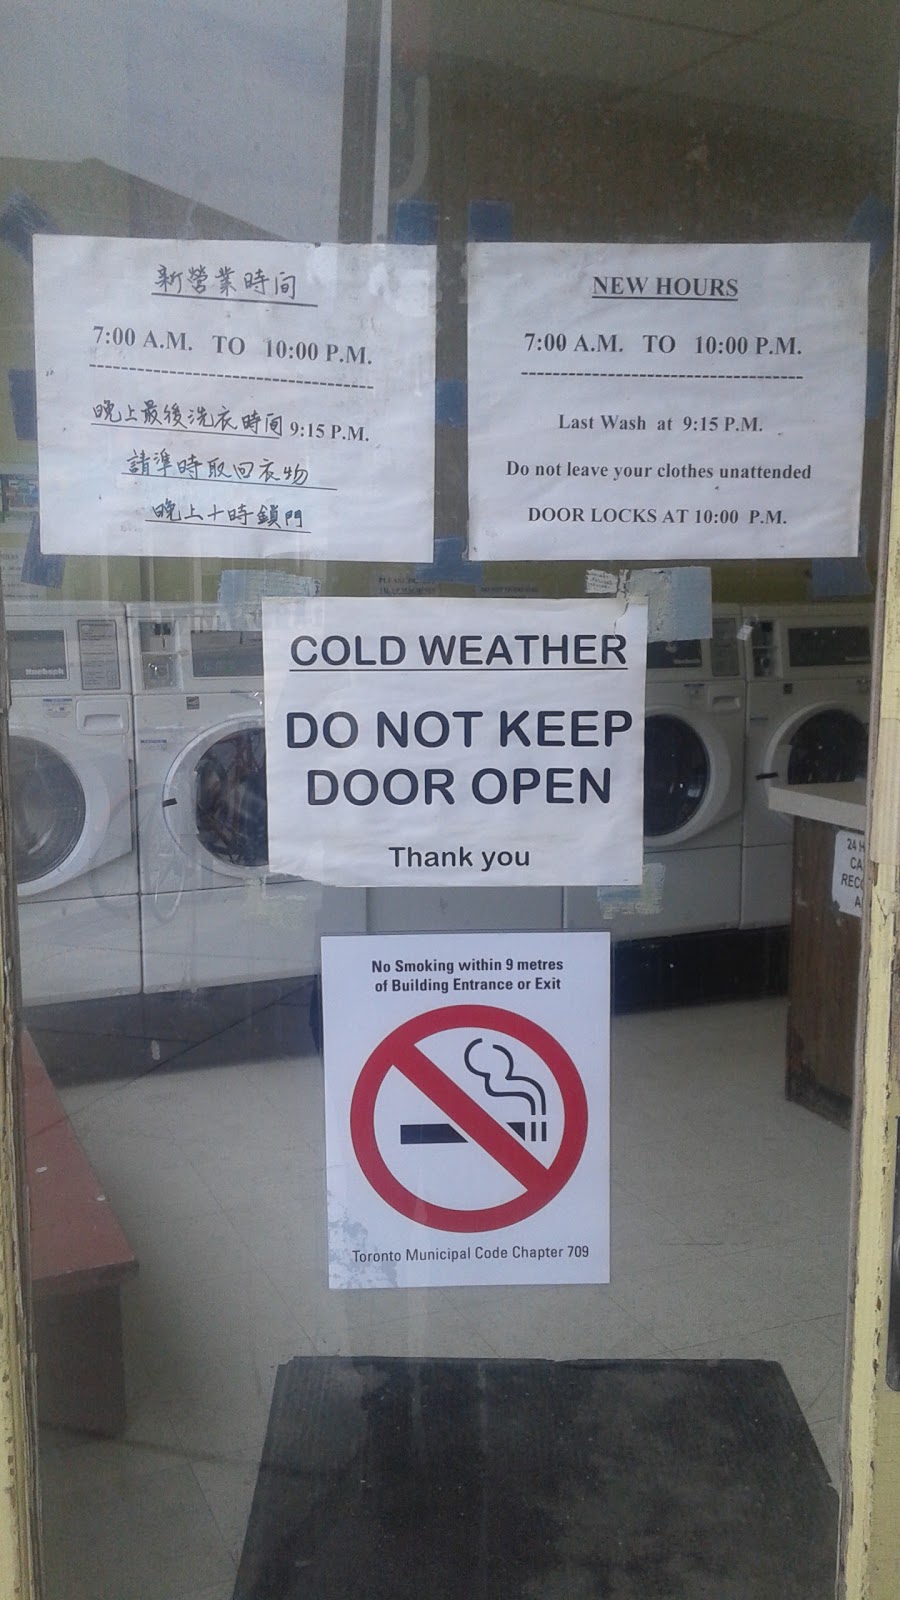 新營業時间
7:00 A.M. TO 10:00 P.M.
晚上最後洗衣時间 9:15 P.M.
請準時取回衣物
晚上十時鎖門
NEW HOURS
7:00 A.M. TO 10:00 P.M.
Last Wash at 9:15 P.M.
Do not leave your clothes unattended
DOOR LOCKS AT 10:00 P.M.
COLD WEATHER
DO NOT KEEP
DOOR OPEN
Thank you
No Smoking within 9 metres
of Building Entrance or Exit
Toronto Municipal Code Chapter 709
24 H
CA
REC
A